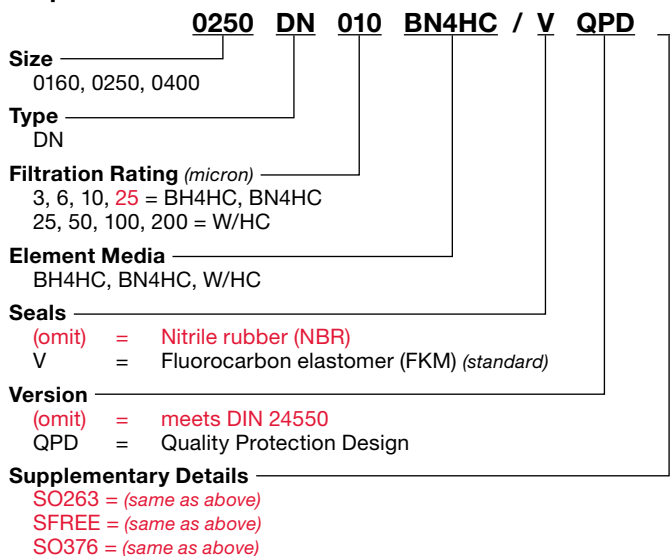 0250 DN 010 BN4HC / V QPD
Size
0160, 0250, 0400
Type
DN
Filtration Rating (micron)
3, 6, 10, 25 = BH4HC, BN4HC
25, 50, 100, 200 = W/HC
Element Media
BH4HC, BN4HC, W/HC
Seals
(omit) = Nitrile rubber (NBR)
V = Fluorocarbon elastomer (FKM) (standard)
Version
(omit) = meets DIN 24550
QPD = Quality Protection Design
Supplementary Details
SO263 = (same as above)
SFREE = (same as above)
SO376 = (same as above)